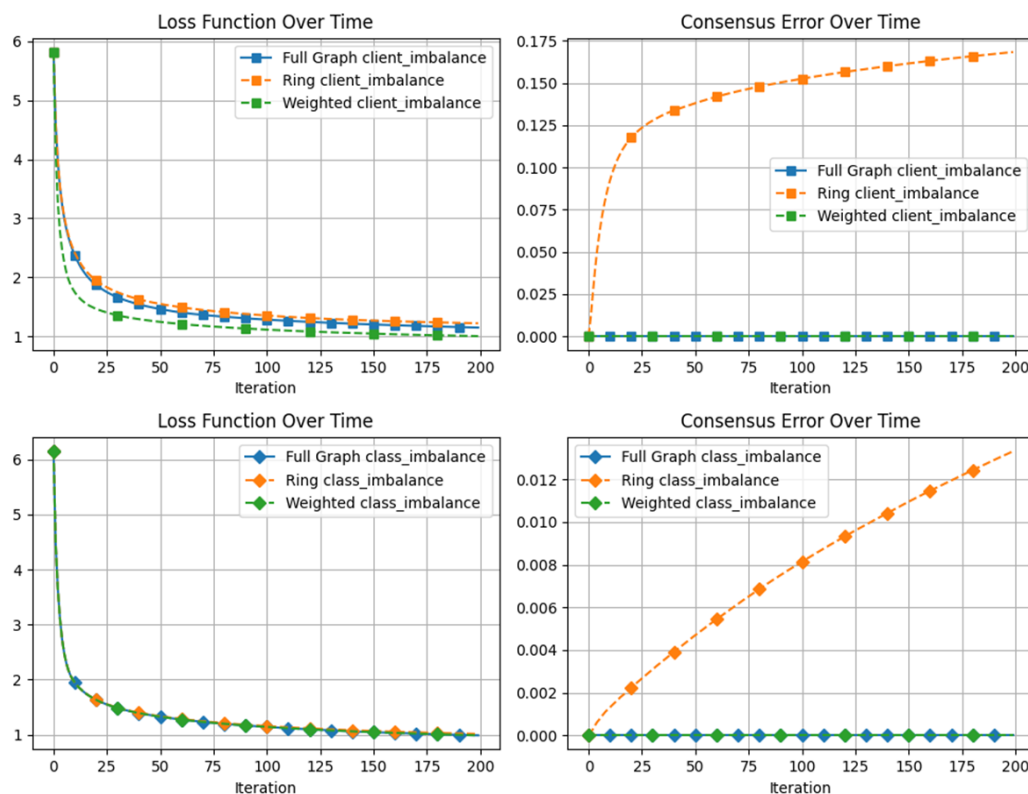 Loss Function Over Time
6
5
4
3
2
1
Full Graph client_imbalance
Ring client_imbalance
Weighted client_imbalance
0 25 50 75 100 125 150 175 200
Iteration
Consensus Error Over Time
0.175
0.150
0.125
0.100
0.075
0.050
0.025
0.000
Full Graph client_imbalance
Ring client_imbalance
Weighted client_imbalance
0 25 50 75 100 125 150 175 200
Iteration
Loss Function Over Time
6
5
4
3
2
1
Full Graph class_imbalance
Ring class_imbalance
Weighted class_imbalance
0 25 50 75 100 125 150 175 200
Iteration
Consensus Error Over Time
0.012
0.010
0.008
0.006
0.004
0.002
0.000
Full Graph class_imbalance
Ring class_imbalance
Weighted class_imbalance
0 25 50 75 100 125 150 175 200
Iteration